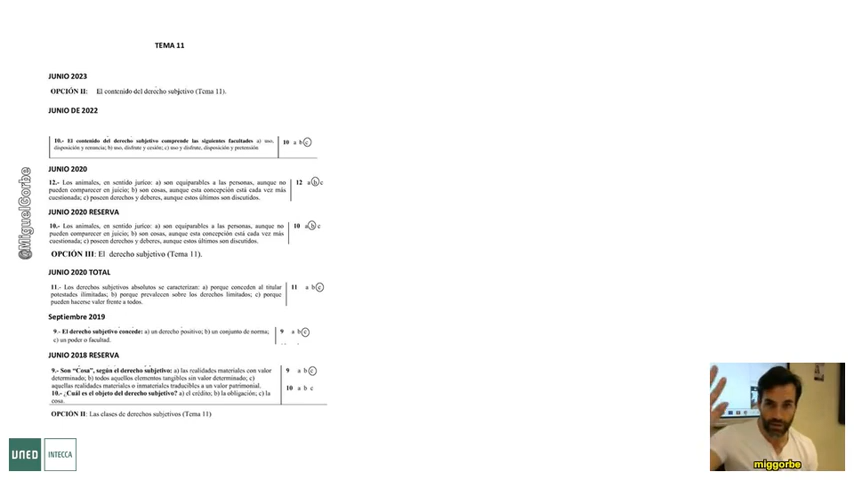 TEMA 11
JUNIO 2023
OPCIÓN II: El contenido del derecho subjetivo (Tema 11).
JUNIO DE 2022
10.- El contenido del derecho subjetivo comprende las siguientes facultades a) uso, 10 a b c
disposición y renuncia; b) uso, disfrute y cesión; c) uso y disfrute, disposición y pretensión
JUNIO 2020
12.- Los animales, en sentido juríco: a) son equiparables a las personas, aunque no 12 a b c
pueden comparecer en juicio; b) son cosas, aunque esta concepción está cada vez más
cuestionada; c) poseen derechos y deberes, aunque estos últimos son discutidos.
JUNIO 2020 RESERVA
10.- Los animales, en sentido juríco: a) son equiparables a las personas, aunque no 10 a b c
pueden comparecer en juicio; b) son cosas, aunque esta concepción está cada vez más
cuestionada; c) poseen derechos y deberes, aunque estos últimos son discutidos.
OPCIÓN III: El derecho subjetivo (Tema 11).
JUNIO 2020 TOTAL
11.- Los derechos subjetivos absolutos se caracterizan: a) porque conceden al titular 11 a b c
potestades ilimitadas; b) porque prevalecen sobre los derechos limitados; c) porque
pueden hacerse valer frente a todos.
Septiembre 2019
9.- El derecho subjetivo concede: a) un derecho positivo; b) un conjunto de norma; 9 a b c
c) un poder o facultad.
JUNIO 2018 RESERVA
9.- Son "Cosa", según el derecho subjetivo: a) las realidades materiales con valor 9 a b c
determinado; b) todos aquellos elementos tangibles sin valor determinado; c)
aquellas realidades materiales o inmateriales traducibles a un valor patrimonial. 10 a b c
10.- ¿Cuál es el objeto del derecho subjetivo? a) el crédito; b) la obligación; c) la
cosa.
OPCIÓN II: Las clases de derechos subjetivos (Tema 11)
@MiguelGorbe
UNED INTECCA
miggorbe